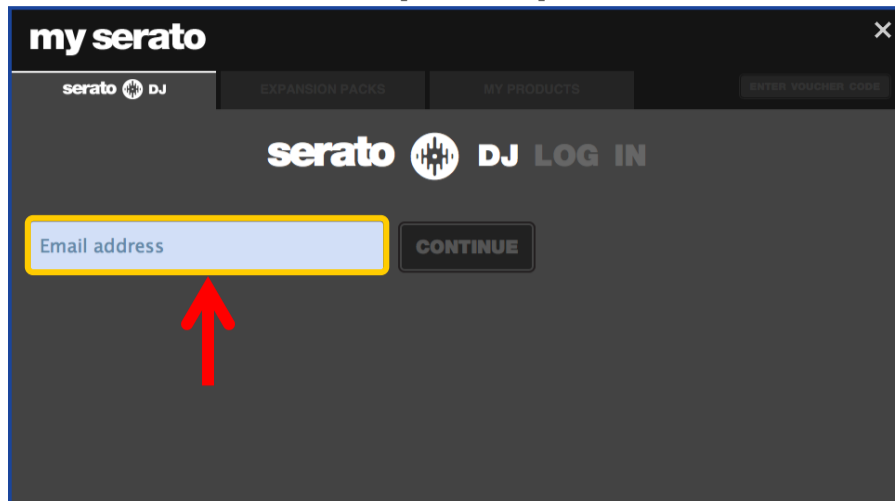 my serato
serato DJ
EXPANSION PACKS
MY PRODUCTS
ENTER VOUCHER CODE
serato DJ LOG IN
Email address
CONTINUE